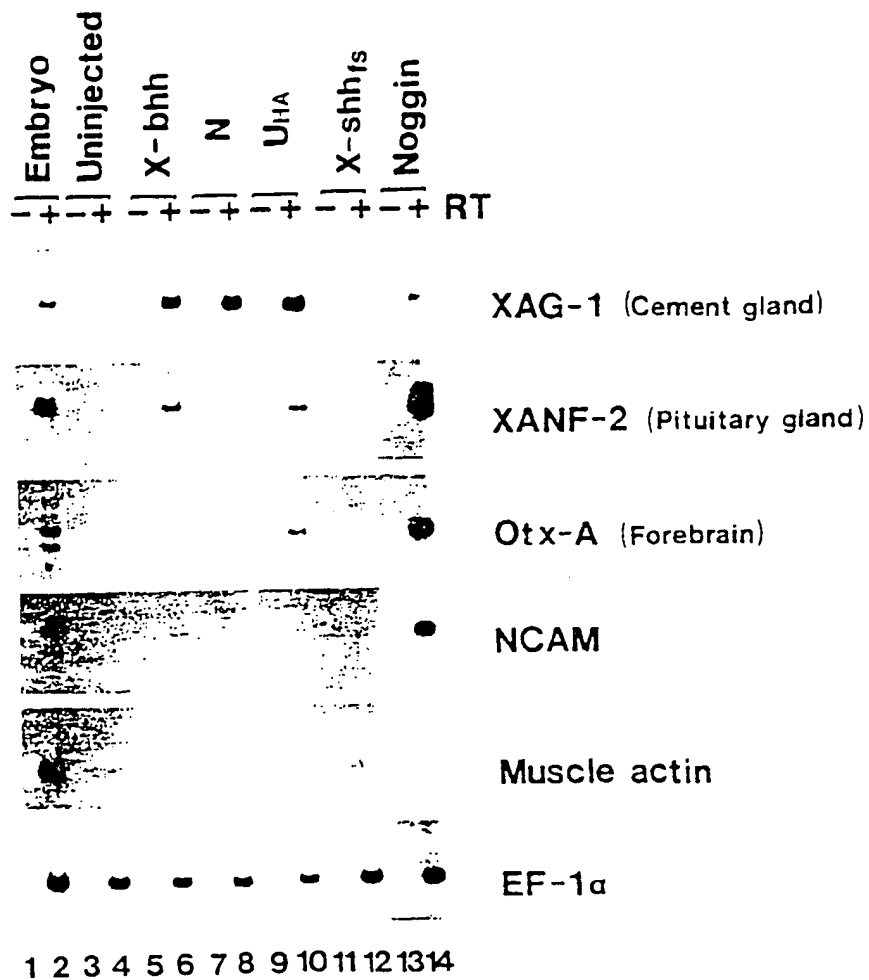 Embryo
Uninjected
X-bhh
N
UHA
X-shhfs
Noggin
- + - + - + - + - + - + - + RT
XAG-1 (Cement gland)
XANF-2 (Pituitary gland)
Otx-A (Forebrain)
NCAM
Muscle actin
EF-1α
1 2 3 4 5 6 7 8 9 10 11 12 13 14